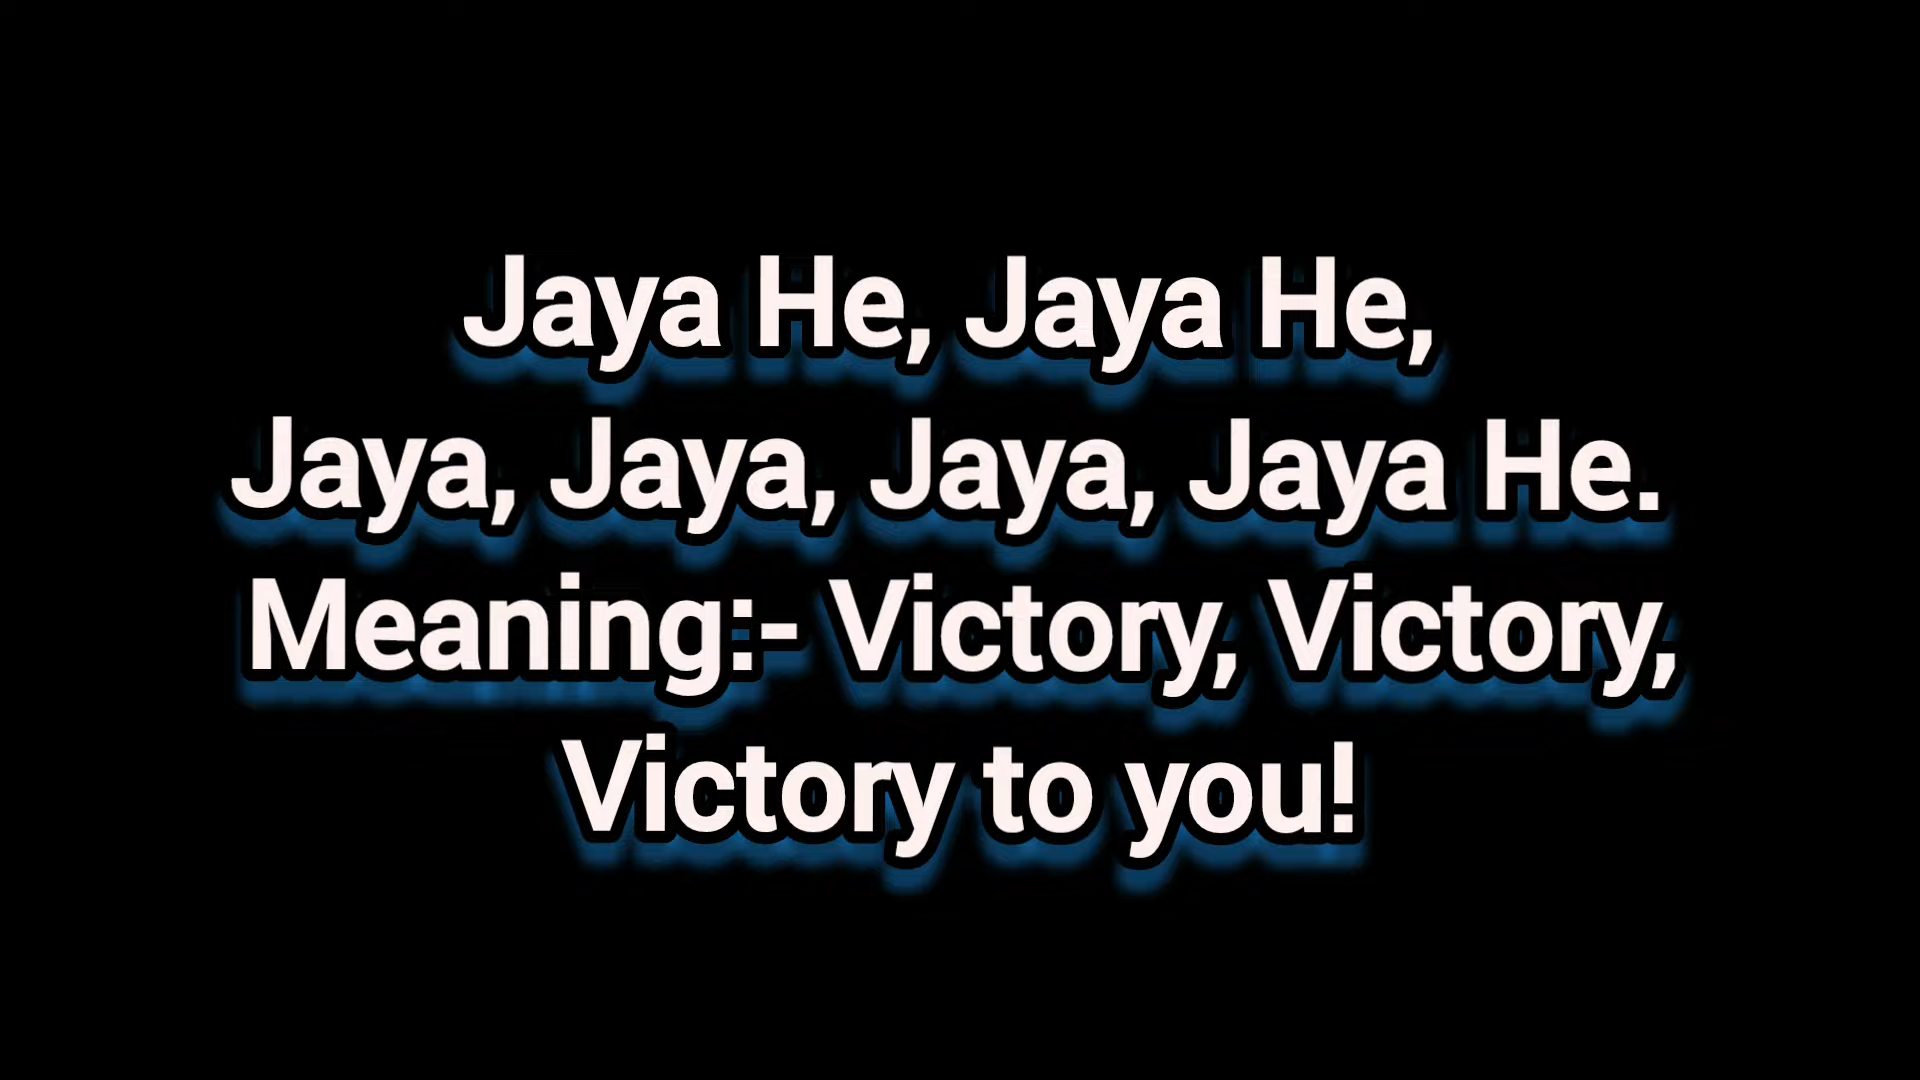 Jaya He, Jaya He,
Jaya, Jaya, Jaya, Jaya He.
Meaning:- Victory, Victory,
Victory to you!